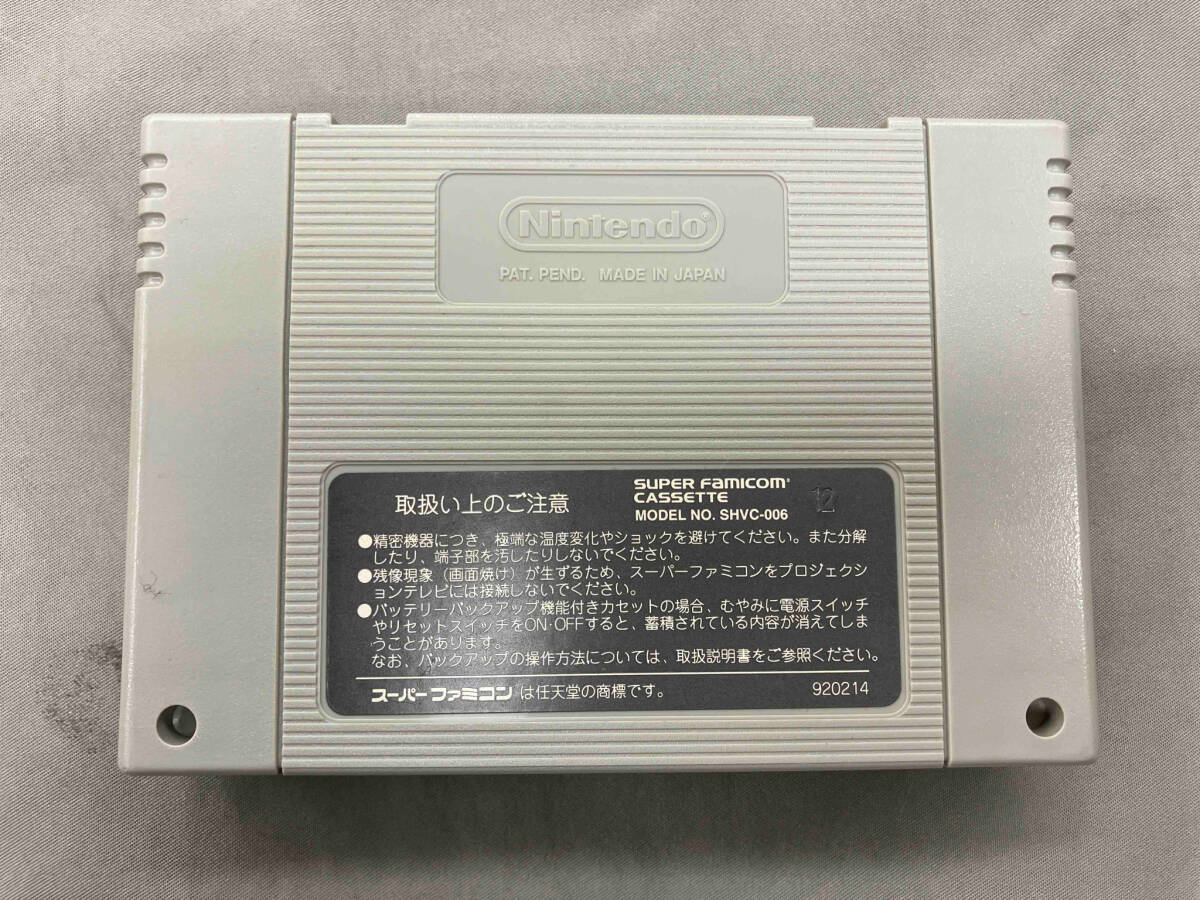 Nintendo®
PAT. PEND. MADE IN JAPAN
取扱い上のご注意
SUPER FAMICOM
CASSETTE
MODEL NO. SHVC-006
12
●精密機器につき、極端な温度変化やショックを避けてください。また分解
したり、端子部を汚したりしないでください。
●残像現象（画面焼け）が生ずるため、スーパーファミコンをプロジェクシ
ョンテレビには接続しないでください。
●バッテリーバックアップ機能付きカセットの場合、むやみに電源スイッチ
やリセットスイッチをON・OFFすると、蓄積されている内容が消えてしま
うことがあります。
なお、バックアップの操作方法については、取扱説明書をご参照ください。
スーパーファミコンは任天堂の商標です。
920214